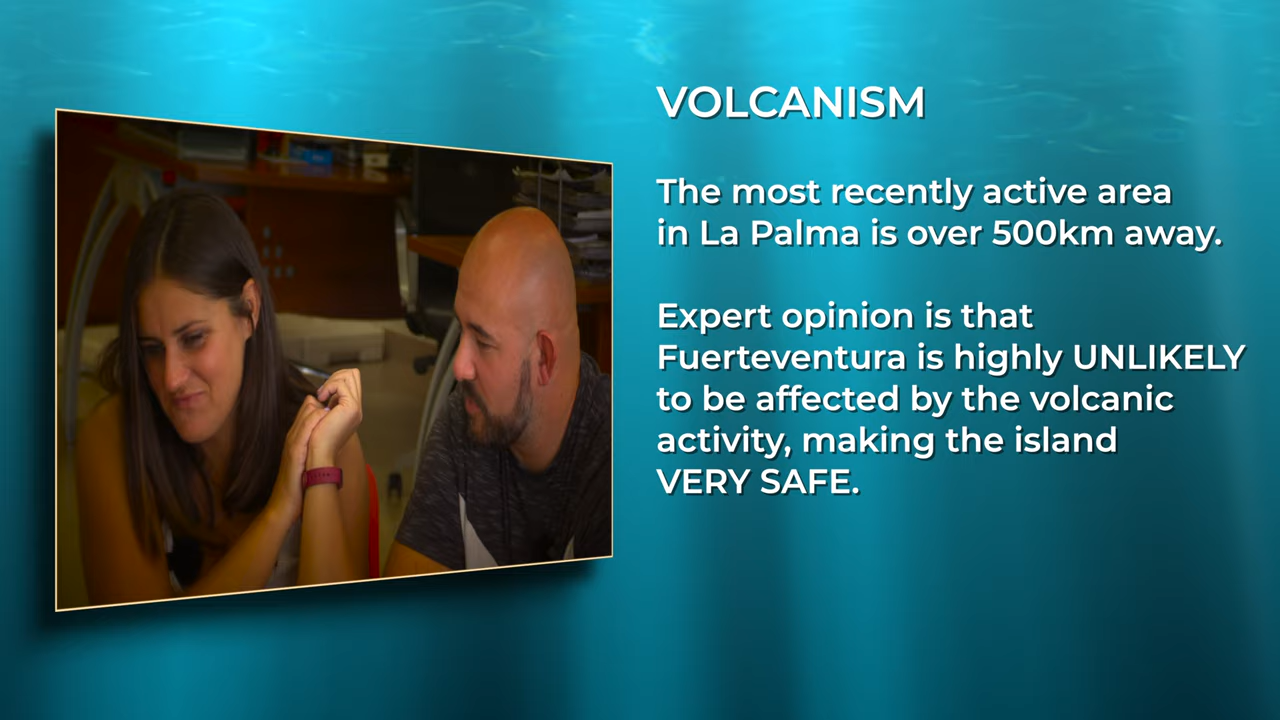 VOLCANISM
The most recently active area
in La Palma is over 500km away.
Expert opinion is that
Fuerteventura is highly UNLIKELY
to be affected by the volcanic
activity, making the island
VERY SAFE.